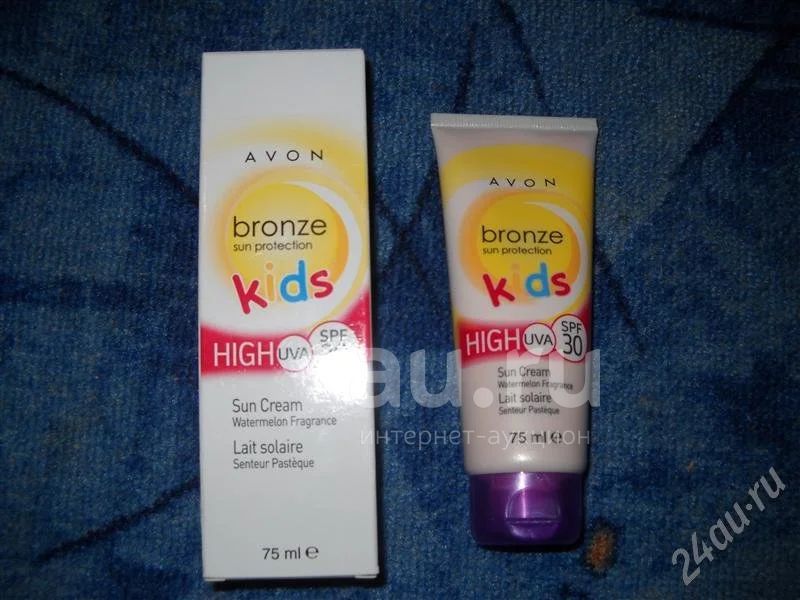 AVON
bronze
sun protection
kids
HIGH UVA SPF
Sun Cream
Watermelon Fragrance
Lait solaire
Senteur Pastèque
75 ml e
AVON
bronze
sun protection
kids
HIGH UVA SPF 30
Sun Cream
Watermelon Fragrance
Lait solaire
Senteur Pastèque
75 ml e
au.ru
интернет-аукцион
24au.ru